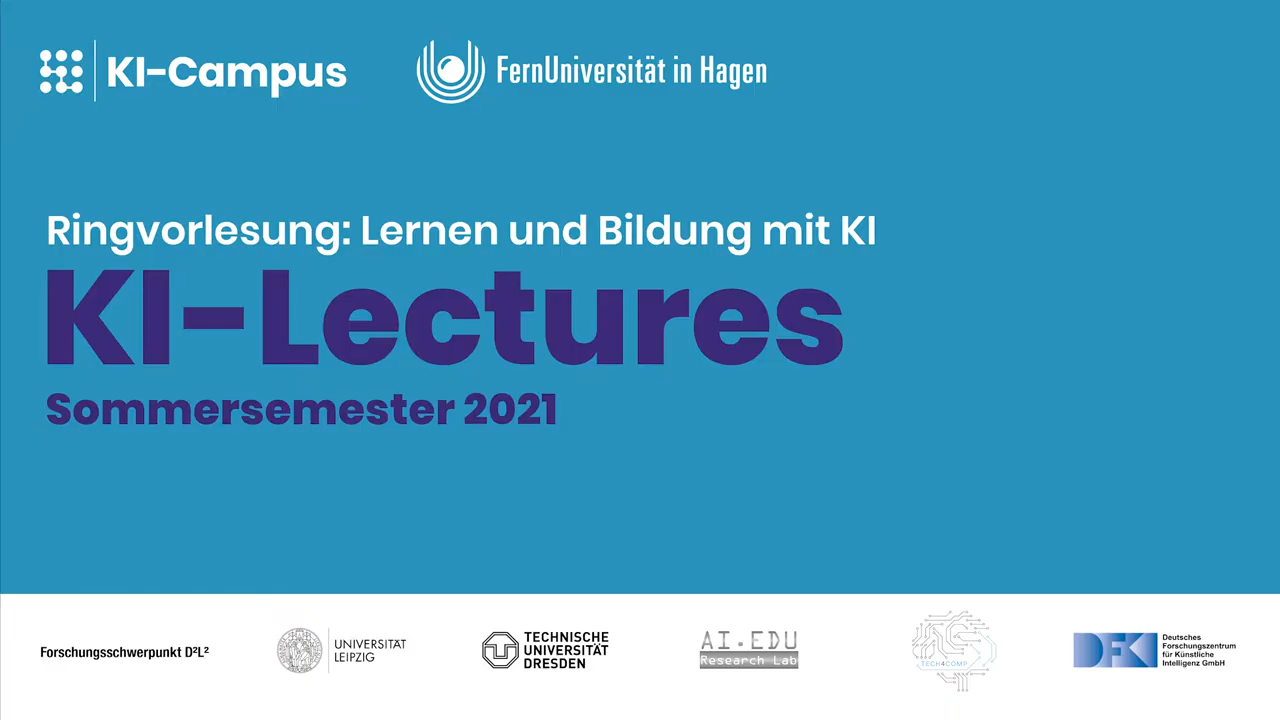 KI-Campus
FernUniversität in Hagen
Ringvorlesung: Lernen und Bildung mit KI
KI-Lectures
Sommersemester 2021
Forschungsschwerpunkt D²L²
UNIVERSITÄT
LEIPZIG
TECHNISCHE
UNIVERSITÄT
DRESDEN
AI.EDU
Research Lab
TECH4COMP
DFKI
Deutsches
Forschungszentrum
für Künstliche
Intelligenz GmbH